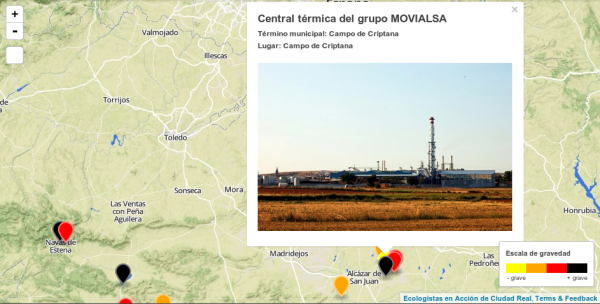 +
-
Valmojado
Illescas
Torrijos
Toledo
Sonseca
Mora
Las Ventas
con Peña
Aguilera
Navas de
Estena
Madridejos
Alcázar de
San Juan
Honrubia
×
Central térmica del grupo MOVIALSA
Término municipal: Campo de Criptana
Lugar: Campo de Criptana
Escala de gravedad
- grave
+ grave
Ecologistas en Acción de Ciudad Real, Terms & Feedback